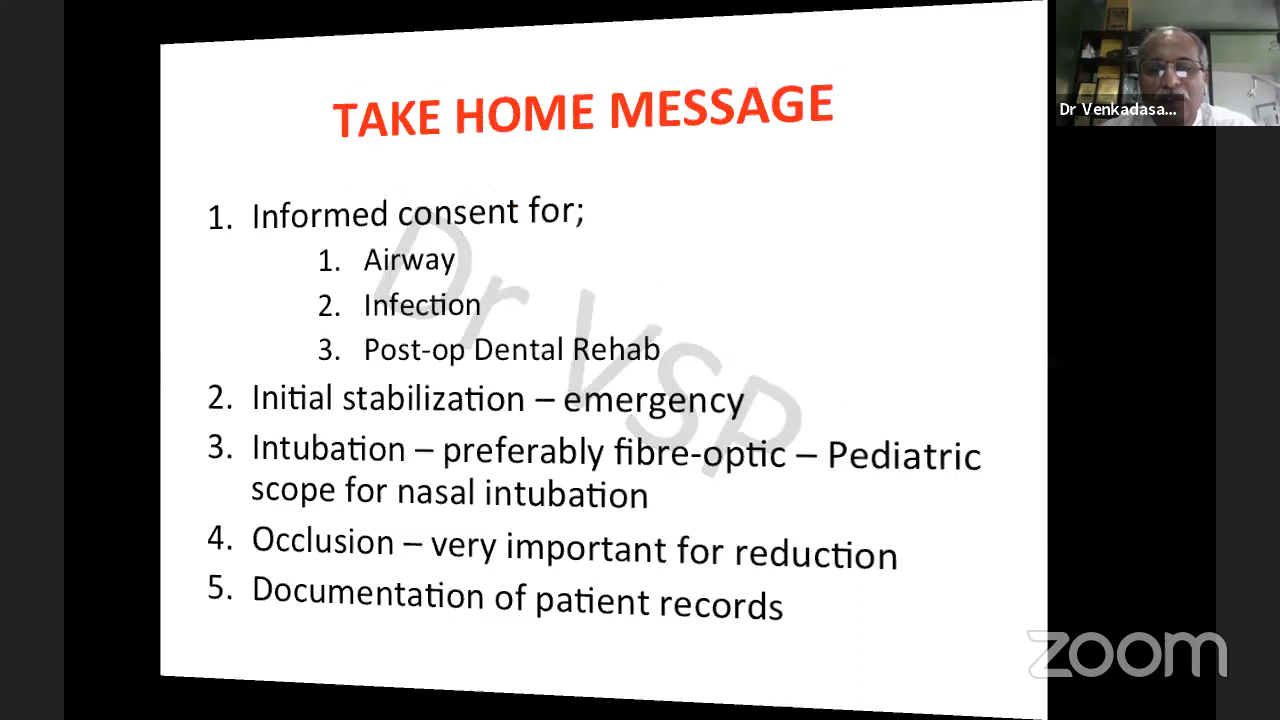 TAKE HOME MESSAGE
Dr Venkadasa...
1. Informed consent for;
1. Airway
2. Infection
3. Post-op Dental Rehab
2. Initial stabilization – emergency
3. Intubation – preferably fibre-optic – Pediatric
scope for nasal intubation
4. Occlusion – very important for reduction
5. Documentation of patient records
Dr VSP
zoom